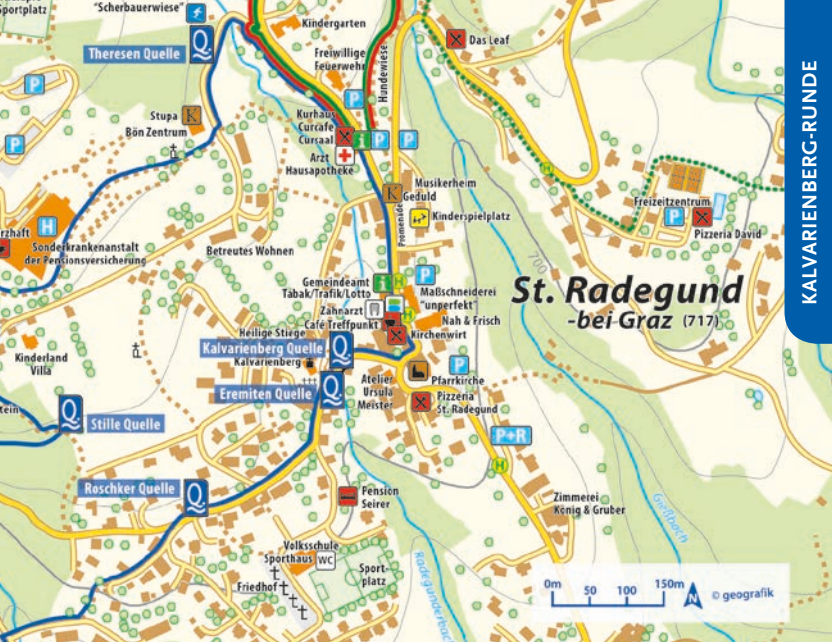 "Scherbauerwiese"
Sportplatz
Kindergarten
Theresen Quelle
Q
Das Leaf
Freiwillige
Feuerwehr
Hundewiese
P
P
KALVARIENBERG-RUNDE
Stupa
K
Bön Zentrum
Kurhaus
Curcafe
Cursaal
i
P
P
P
Arzt
Hausapotheke
H
Musikerheim
K
Geduld
Promenade
Kinderspielplatz
Freizeitzentrum
P
Pizzeria David
H
Sonderkrankenanstalt
der Pensionsversicherung
Betreutes Wohnen
700
Gemeindeamt
i
H
P
Tabak/Trafik/Lotto
Maßschneiderei
"unperfekt"
St. Radegund
-bei Graz (717)
Zahnarzt
H
Nah & Frisch
Café Treffpunkt
Kirchenwirt
Heilige Stiege
Kalvarienberg Quelle
Q
Kalvarienberg
Kinderland
Villa
Eremiten Quelle
Q
Atelier
Ursula
Meister
Pfarrkirche
P
Pizzeria
St. Radegund
Q
Stille Quelle
P+R
H
Roschker Quelle
Q
Pension
Seirer
Zimmerei
König & Gruber
Gießbach
Volksschule
Sporthaus
WC
Friedhof
Sport-
platz
Radegunderbach
0m
50
100
150m
N
© geografik